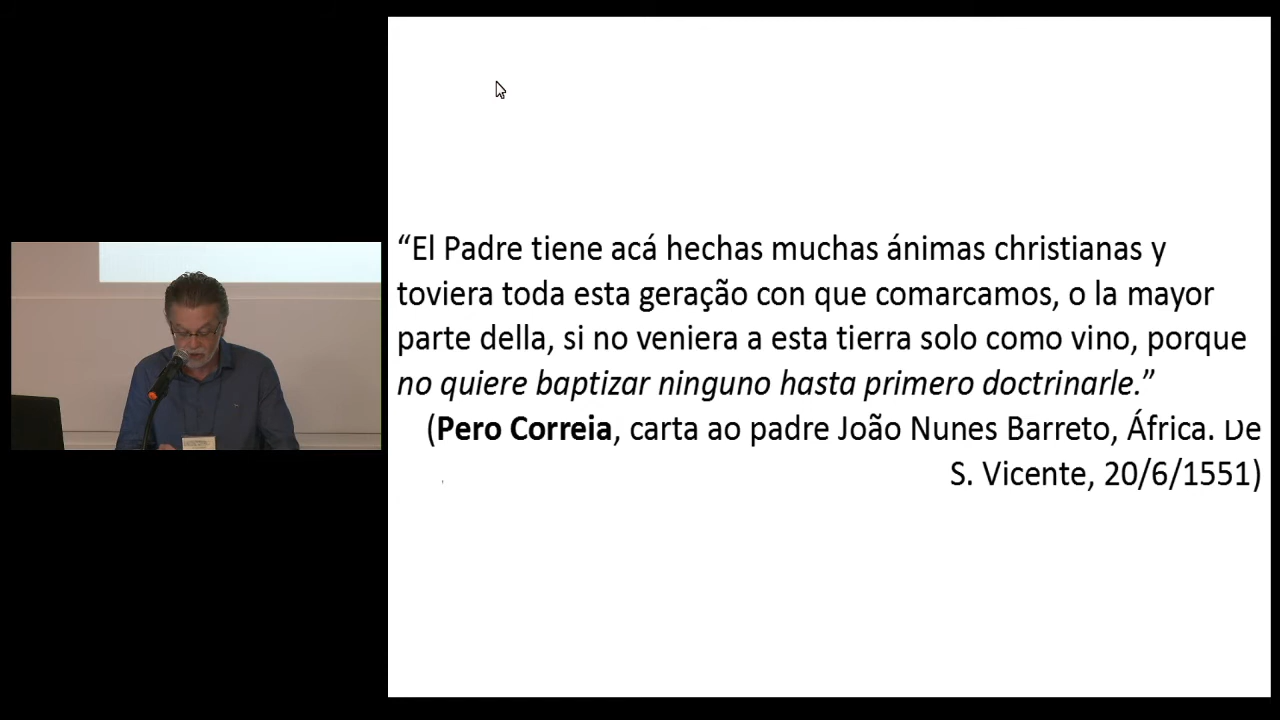 “El Padre tiene acá hechas muchas ánimas christianas y
toviera toda esta geração con que comarcamos, o la mayor
parte della, si no veniera a esta tierra solo como vino, porque
no quiere baptizar ninguno hasta primero doctrinarle.”
(Pero Correia, carta ao padre João Nunes Barreto, África. De
S. Vicente, 20/6/1551)